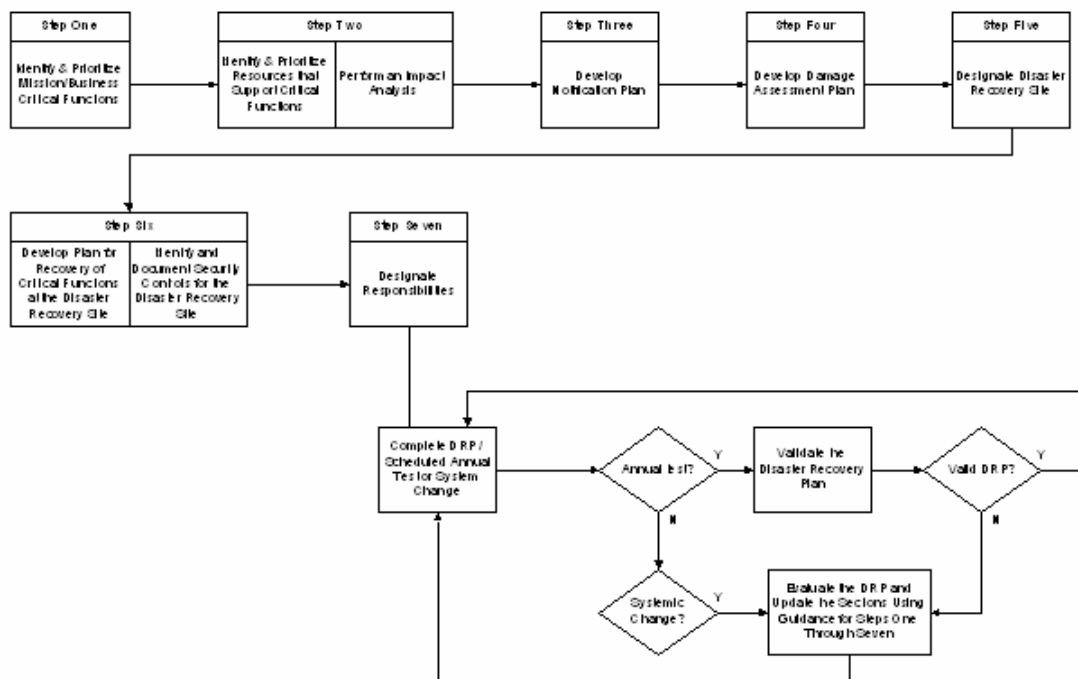 Step One
Identify & Prioritize
Mission/Business
Critical Functions
Step Two
Identify & Prioritize
Resources that
Support Critical
Functions
Perform an Impact
Analysis
Step Three
Develop
Notification Plan
Step Four
Develop Damage
Assessment Plan
Step Five
Designate Disaster
Recovery Site
Step Six
Develop Plan for
Recovery of
Critical Functions
at the Disaster
Recovery Site
Identify and
Document Security
Controls for the
Disaster Recovery
Site
Step Seven
Designate
Responsibilities
Complete DRP /
Scheduled Annual
Test or System
Change
Annual test?
Y
N
Validate the
Disaster Recovery
Plan
Valid DRP?
Y
N
Systemic
Change?
Y
Evaluate the DRP and
Update the Sections Using
Guidance for Steps One
Through Seven